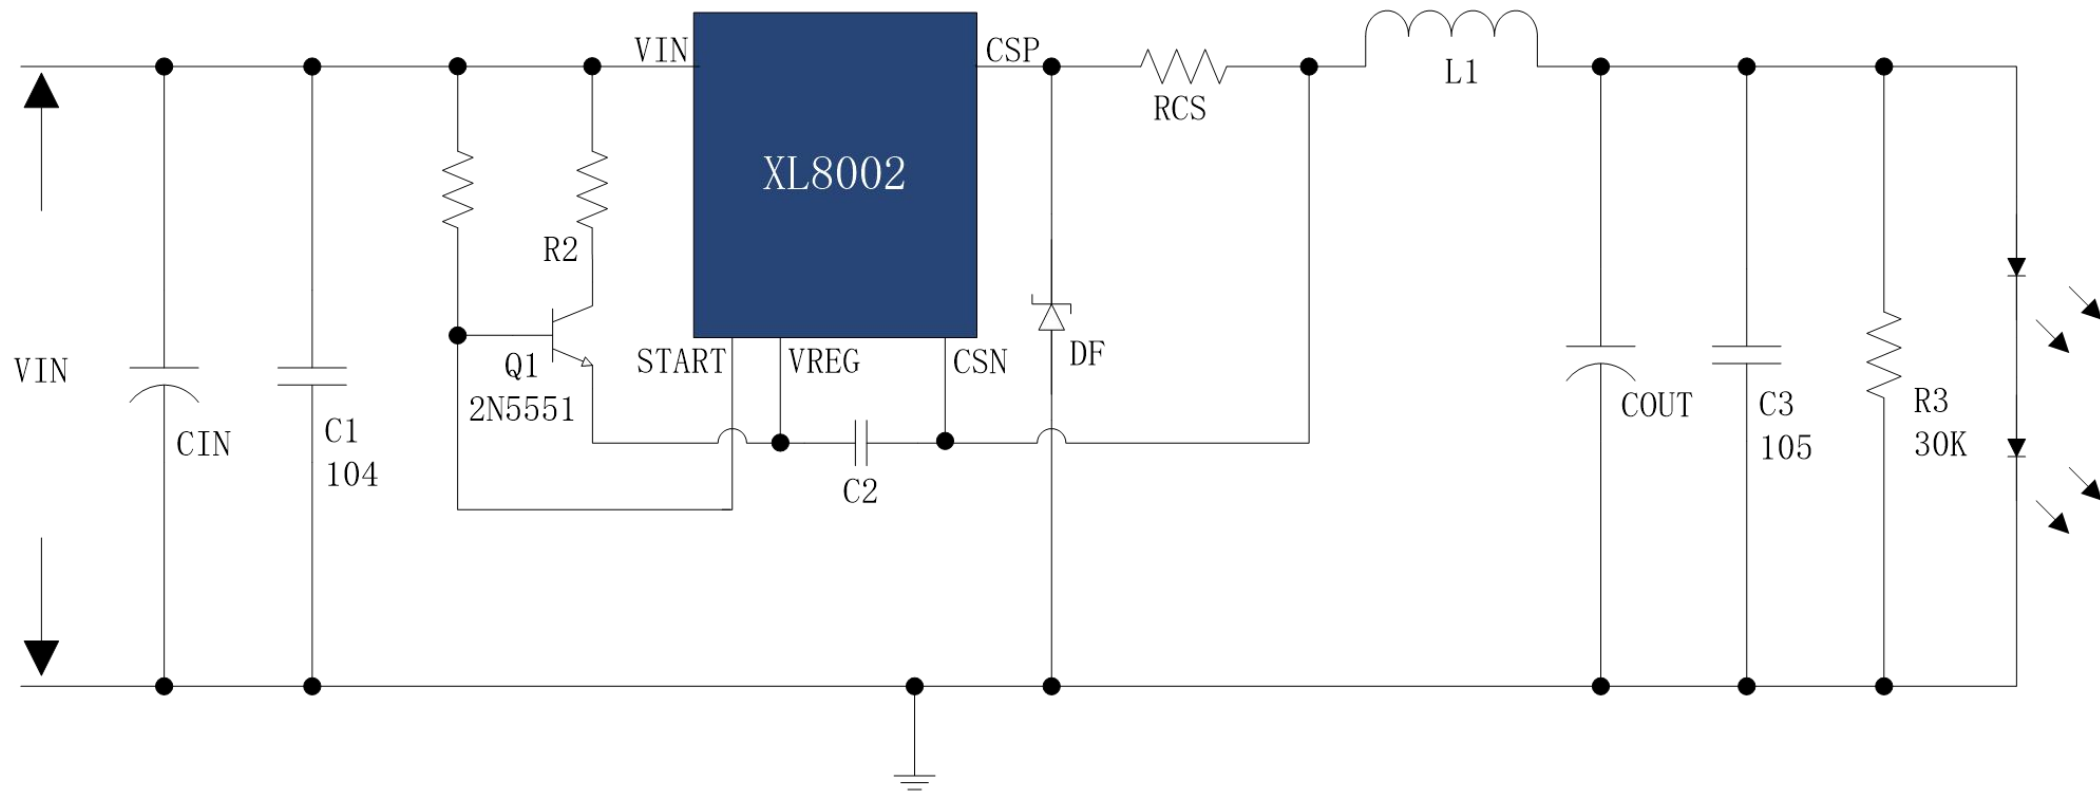 VIN
CSP
L1
RCS
XL8002
R2
START
VREG
CSN
DF
VIN
Q1
2N5551
CIN
C1
104
C2
COUT
C3
105
R3
30K